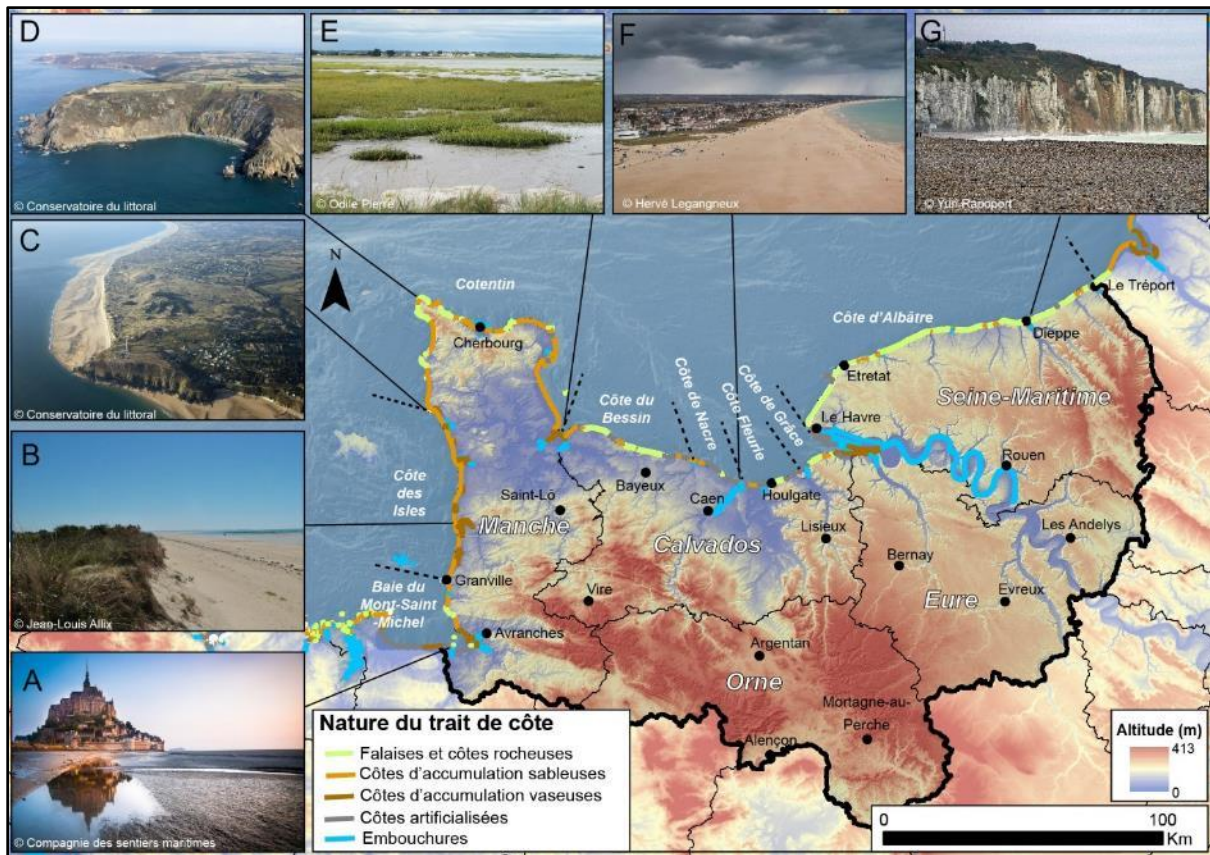 D
© Conservatoire du littoral
E
© Odile Pierre
F
© Hervé Legangneux
G
© Yuri Rapoport
C
© Conservatoire du littoral
B
© Jean-Louis Allix
A
© Compagnie des sentiers maritimes
N
Cotentin
Cherbourg
Côte du
Bessin
Côte de Nacre
Côte Fleurie
Côte de Grâce
Côte d'Albâtre
Le Tréport
Dieppe
Etretat
Seine-Maritime
Le Havre
Rouen
Côte
des
Isles
Saint-Lô
Manche
Bayeux
Caen
Houlgate
Calvados
Lisieux
Les Andelys
Bernay
Eure
Evreux
Granville
Vire
Baie du
Mont-Saint
-Michel
Avranches
Argentan
Orne
Mortagne-au-
Perche
Alençon
Nature du trait de côte
Falaises et côtes rocheuses
Côtes d'accumulation sableuses
Côtes d'accumulation vaseuses
Côtes artificialisées
Embouchures
Altitude (m)
413
0
0
100
Km